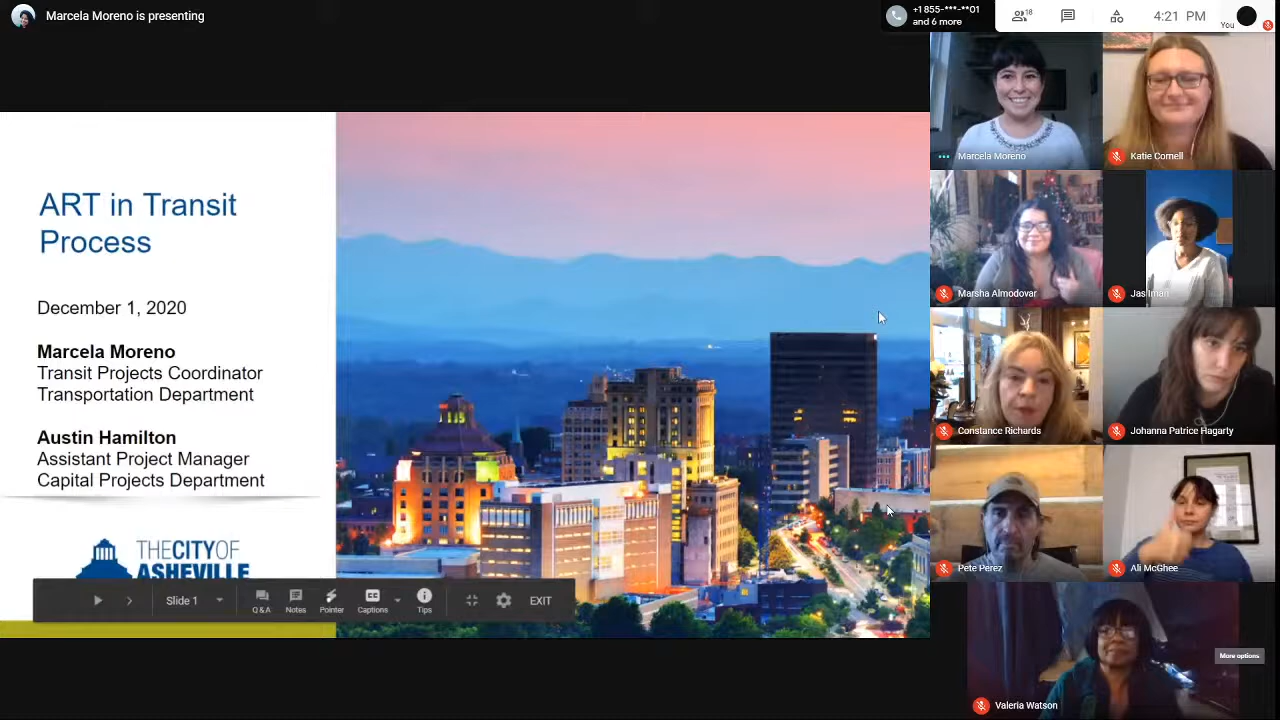 Marcela Moreno is presenting
+1 855-***-**01
and 6 more
18
4:21 PM
You
ART in Transit
Process
December 1, 2020
Marcela Moreno
Transit Projects Coordinator
Transportation Department
Austin Hamilton
Assistant Project Manager
Capital Projects Department
THE CITY OF
ASHEVILLE
Slide 1
Q & A
Notes
Pointer
Captions
Tips
EXIT
Marcela Moreno
Katie Cornell
Marsha Almodovar
Jas Iman
Constance Richards
Johanna Patrice Hagarty
Pete Perez
Ali McGhee
More options
Valeria Watson